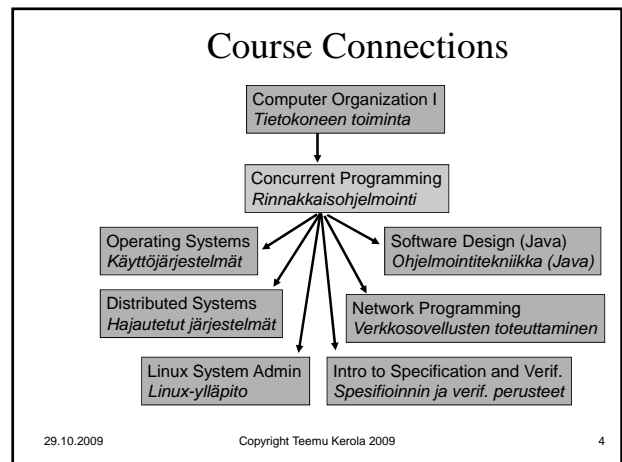 Course Connections
Computer Organization I
Tietokoneen toiminta
Concurrent Programming
Rinnakkaisohjelmointi
Operating Systems
Käyttöjärjestelmät
Software Design (Java)
Ohjelmointitekniikka (Java)
Distributed Systems
Hajautetut järjestelmät
Network Programming
Verkkosovellusten toteuttaminen
Linux System Admin
Linux-ylläpito
Intro to Specification and Verif.
Spesifioinnin ja verif. perusteet
29.10.2009
Copyright Teemu Kerola 2009
4